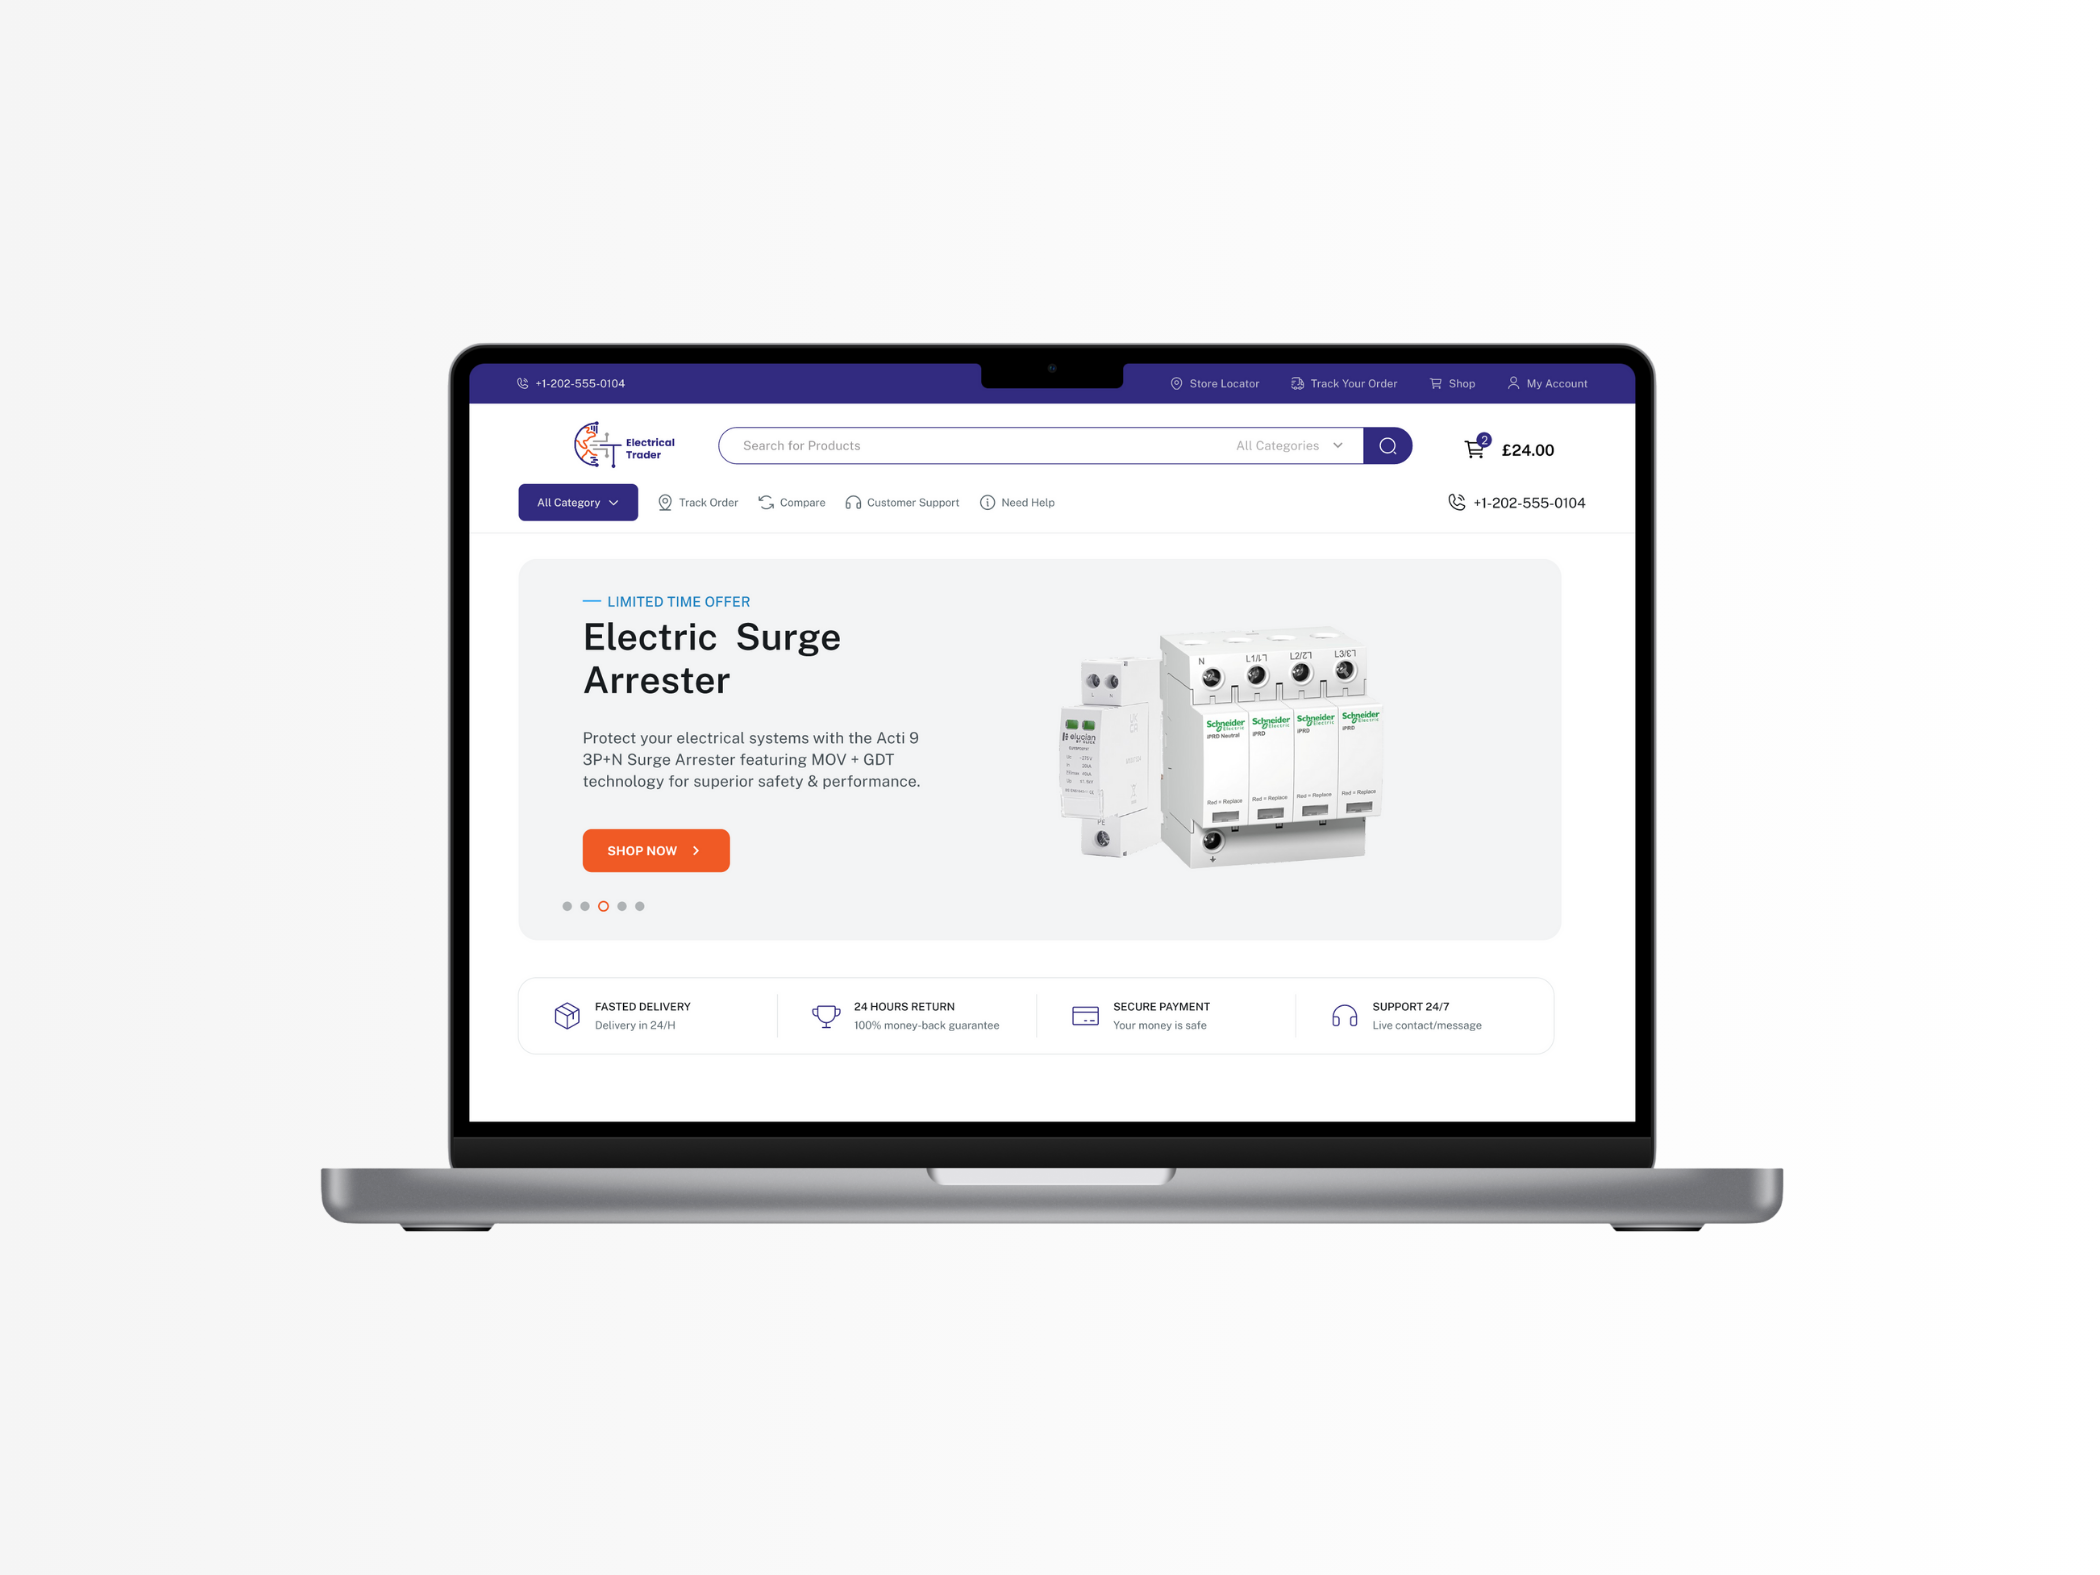 +1-202-555-0104
Store Locator
Track Your Order
Shop
My Account
Electrical
Trader
Search for Products
All Categories
2
£24.00
All Category
Track Order
Compare
Customer Support
Need Help
+1-202-555-0104
LIMITED TIME OFFER
Electric Surge
Arrester
Protect your electrical systems with the Acti 9
3P+N Surge Arrester featuring MOV + GDT
technology for superior safety & performance.
SHOP NOW
L N
elucian
PE
N L1/L1 L2/L2 L3/L3
Schneider Schneider Schneider Schneider
Electric Electric Electric Electric
iPRD Neutral iPRD iPRD iPRD
Red = Replace Red = Replace Red = Replace Red = Replace
FASTED DELIVERY
Delivery in 24/H
24 HOURS RETURN
100% money-back guarantee
SECURE PAYMENT
Your money is safe
SUPPORT 24/7
Live contact/message